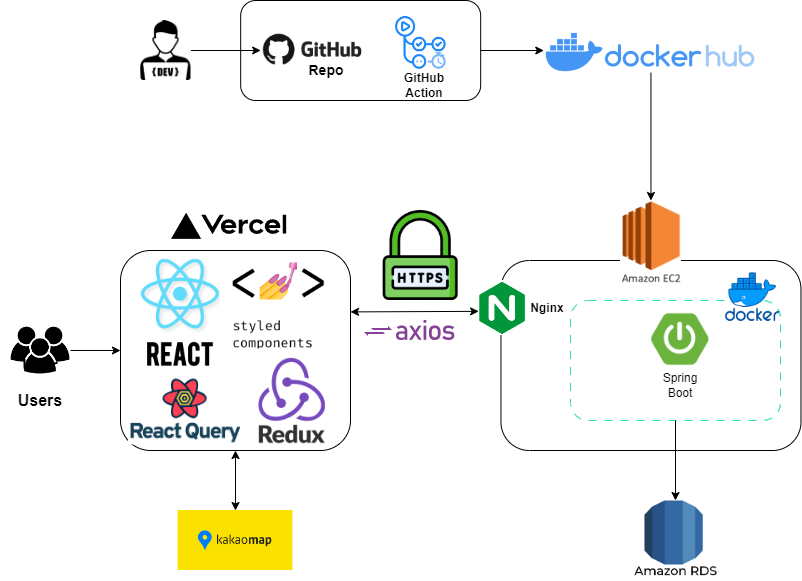 {DEV}
GitHub
Repo
GitHub
Action
docker hub
Vercel
HTTPS
Amazon EC2
< >
styled
components
REACT
Nginx
docker
axios
Spring
Boot
Users
React Query
Redux
kakaomap
Amazon RDS